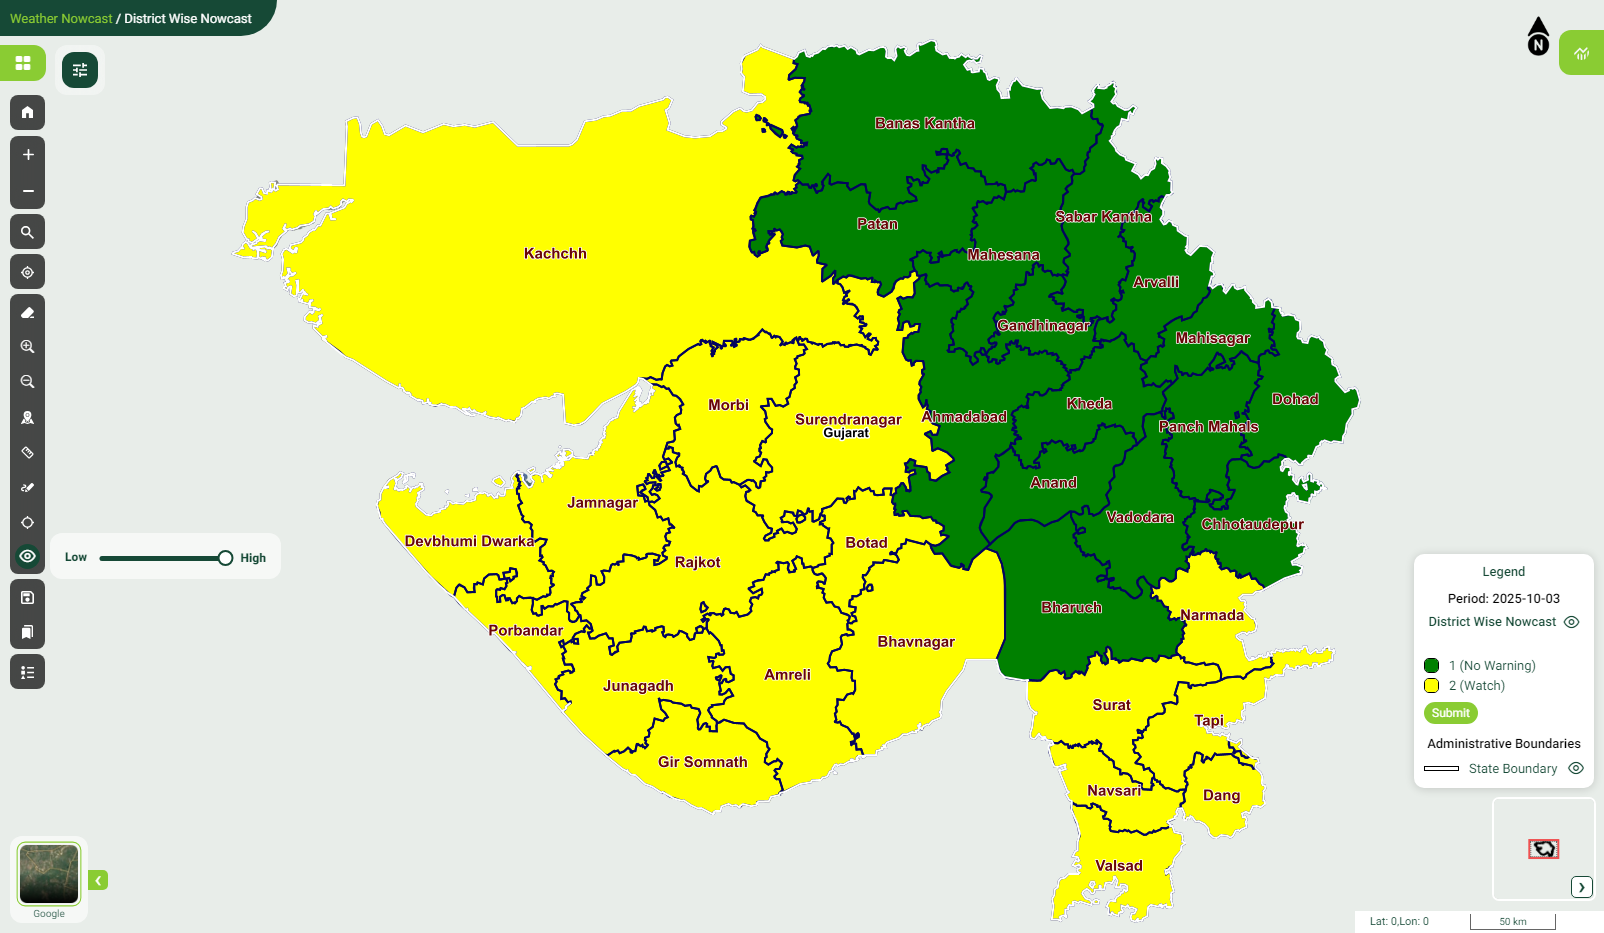 Weather Nowcast / District Wise Nowcast
N
Banas Kantha
Patan
Sabar Kantha
Mahesana
Kachchh
Arvalli
Gandhinagar
Mahisagar
Morbi
Surendranagar
Gujarat
Ahmadabad
Kheda
Dohad
Panch Mahals
Anand
Jamnagar
Vadodara
Chhotaudepur
Devbhumi Dwarka
Botad
Rajkot
Low
High
Bharuch
Narmada
Porbandar
Bhavnagar
Junagadh
Amreli
Surat
Tapi
Gir Somnath
Navsari
Dang
Valsad
Legend
Period: 2025-10-03
District Wise Nowcast
1 (No Warning)
2 (Watch)
Submit
Administrative Boundaries
State Boundary
Google
Lat: 0,Lon: 0
50 km